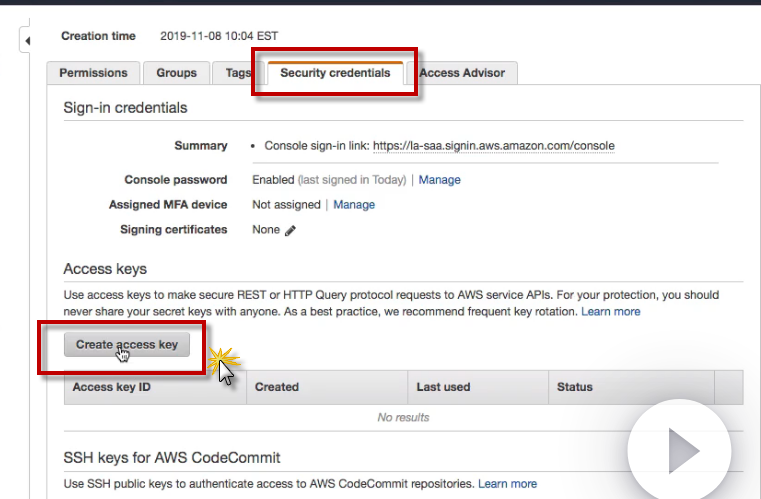 Creation time 2019-11-08 10:04 EST
Permissions Groups Tags Security credentials Access Advisor
Sign-in credentials
Summary • Console sign-in link: https://la-saa.signin.aws.amazon.com/console
Console password Enabled (last signed in Today) | Manage
Assigned MFA device Not assigned | Manage
Signing certificates None
Access keys
Use access keys to make secure REST or HTTP Query protocol requests to AWS service APIs. For your protection, you should
never share your secret keys with anyone. As a best practice, we recommend frequent key rotation. Learn more
Create access key
Access key ID Created Last used Status
No results
SSH keys for AWS CodeCommit
Use SSH public keys to authenticate access to AWS CodeCommit repositories. Learn more